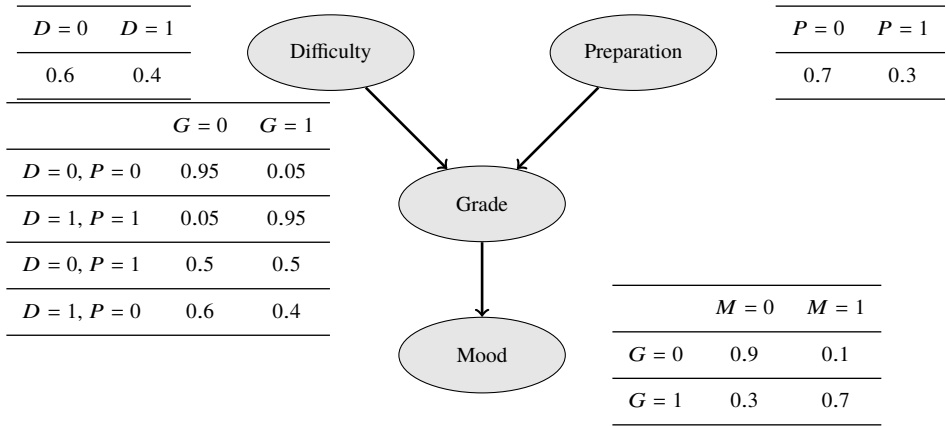 D = 0 D = 1
0.6 0.4
Difficulty
Preparation
P = 0 P = 1
0.7 0.3
G = 0 G = 1
D = 0, P = 0 0.95 0.05
D = 1, P = 1 0.05 0.95
D = 0, P = 1 0.5 0.5
D = 1, P = 0 0.6 0.4
Grade
Mood
M = 0 M = 1
G = 0 0.9 0.1
G = 1 0.3 0.7